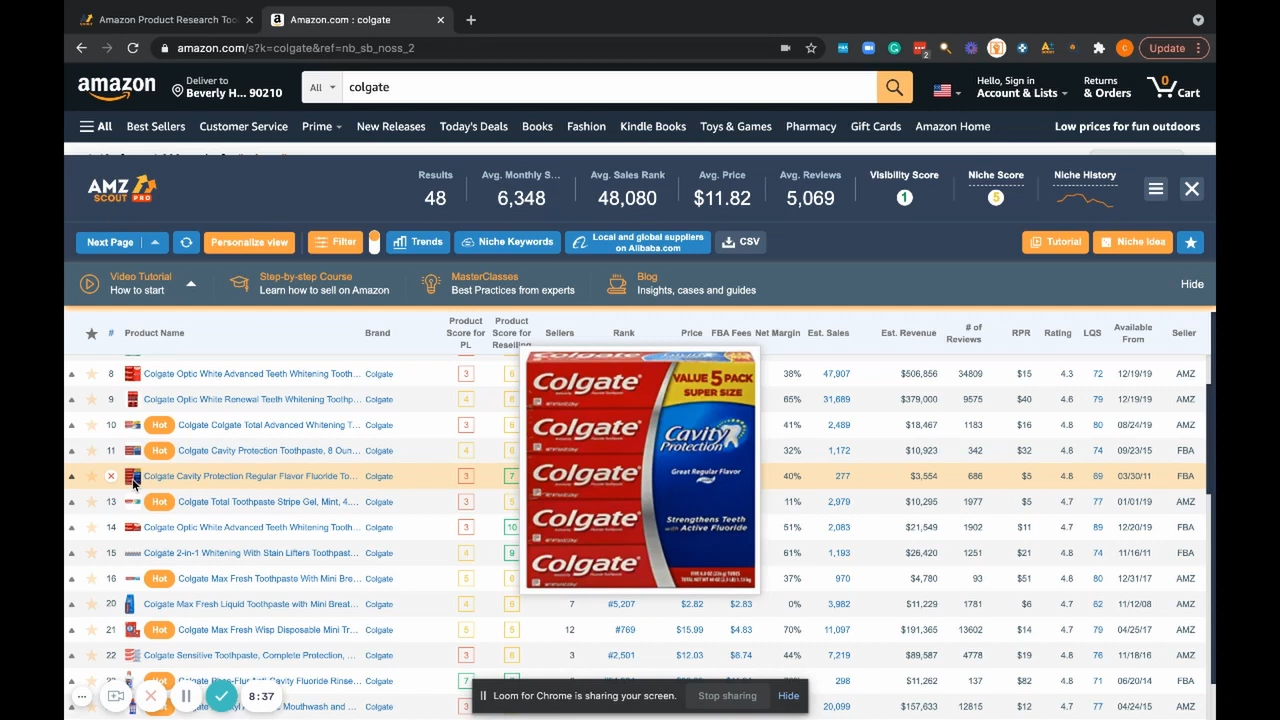 Amazon Product Research Too
Amazon.com : colgate
amazon.com/s?k=colgate&ref=nb_sb_noss_2
Update
amazon
Deliver to
Beverly H... 90210
All
colgate
Hello, Sign in
Account & Lists
Returns
& Orders
0
Cart
All Best Sellers Customer Service Prime New Releases Today's Deals Books Fashion Kindle Books Toys & Games Pharmacy Gift Cards Amazon Home Low prices for fun outdoors
AMZ
SCOUT PRO
Results
48
Avg. Monthly S...
6,348
Avg. Sales Rank
48,080
Avg. Price
$11.82
Avg. Reviews
5,069
Visibility Score
1
Niche Score
5
Niche History
Next Page
Personalize view
Filter
Trends
Niche Keywords
Local and global suppliers
on Alibaba.com
CSV
Tutorial
Niche Idea
Video Tutorial
How to start
Step-by-step Course
Learn how to sell on Amazon
MasterClasses
Best Practices from experts
Blog
Insights, cases and guides
Hide
# Product Name Brand Product Score for PL Product Score for Reselling Sellers Rank Price FBA Fees Net Margin Est. Sales Est. Revenue # of Reviews RPR Rating LQS Available From Seller
8 Colgate Optic White Advanced Teeth Whitening Tooth... Colgate 3 6 38% 47,907 $506,856 34809 $15 4.3 72 12/19/19 AMZ
9 Colgate Optic White Renewal Teeth Whitening Toothp... Colgate 4 65% 31,689 $379,000 9573 $40 4.6 79 12/19/19 AMZ
10 Hot Colgate Colgate Total Advanced Whitening T... Colgate 3 41% 2,489 $18,467 1183 $16 4.8 80 08/24/19 AMZ
11 Colgate Cavity Protection Toothpaste, 8 Oun... Colgate 4 32% 1,172 $10,923 342 $32 4.8 74 09/23/15 FBA
Colgate Cavity Protection Regular Flavor Fluoride To... Colgate 3 7 40% 277 $3,554 686 $5 4.8 69 03/30/11 FBA
13 Hot Colgate Total Toothpaste Stripe Gel, Mint, 4... Colgate 3 11% 2,979 $10,295 1977 $5 4.7 77 01/01/19 AMZ
14 Colgate Optic White Advanced Teeth Whitening Tooth... Colgate 3 10 51% 2,083 $21,549 1902 $11 4.7 89 12/20/19 FBA
15 Colgate 2-in-1 Whitening With Stain Lifters Toothpast... Colgate 4 9 61% 1,193 $26,420 1251 $21 4.8 74 11/16/11 FBA
16 Hot Colgate Max Fresh Toothpaste With Mini Bre... Colgate 5 37% 970 $4,780 93 $51 4.8 80 12/20/17 AMZ
20 Colgate Max Fresh Liquid Toothpaste with Mini Breat... Colgate 4 6 7 #5,207 $2.82 $2.83 0% 3,982 $11,229 1781 $6 4.7 62 11/12/08 AMZ
21 Hot Colgate Max Fresh Wisp Disposable Mini Tr... Colgate 5 5 12 #769 $15.99 $4.83 70% 11,097 $191,365 13602 $14 4.7 79 04/25/17 AMZ
22 Colgate Sensitive Toothpaste, Complete Protection, ... Colgate 3 3 #2,501 $12.03 $6.74 44% 7,219 $89,587 4778 $19 4.8 76 11/18/16 AMZ
Cavity Fluoride Rinse... Colgate 7 298 $11,262 137 $82 4.8 71 06/20/14 FBA
Mouthwash and ... Colgate 3 20,099 $157,633 12815 $12 4.8 77 04/24/15 AMZ
Colgate
Colgate
Colgate
Colgate
Colgate
VALUE 5 PACK
SUPER SIZE
Cavity
Protection
Great Regular Flavor
Strengthens Teeth
with Active Fluoride
8:37
Loom for Chrome is sharing your screen.
Stop sharing
Hide